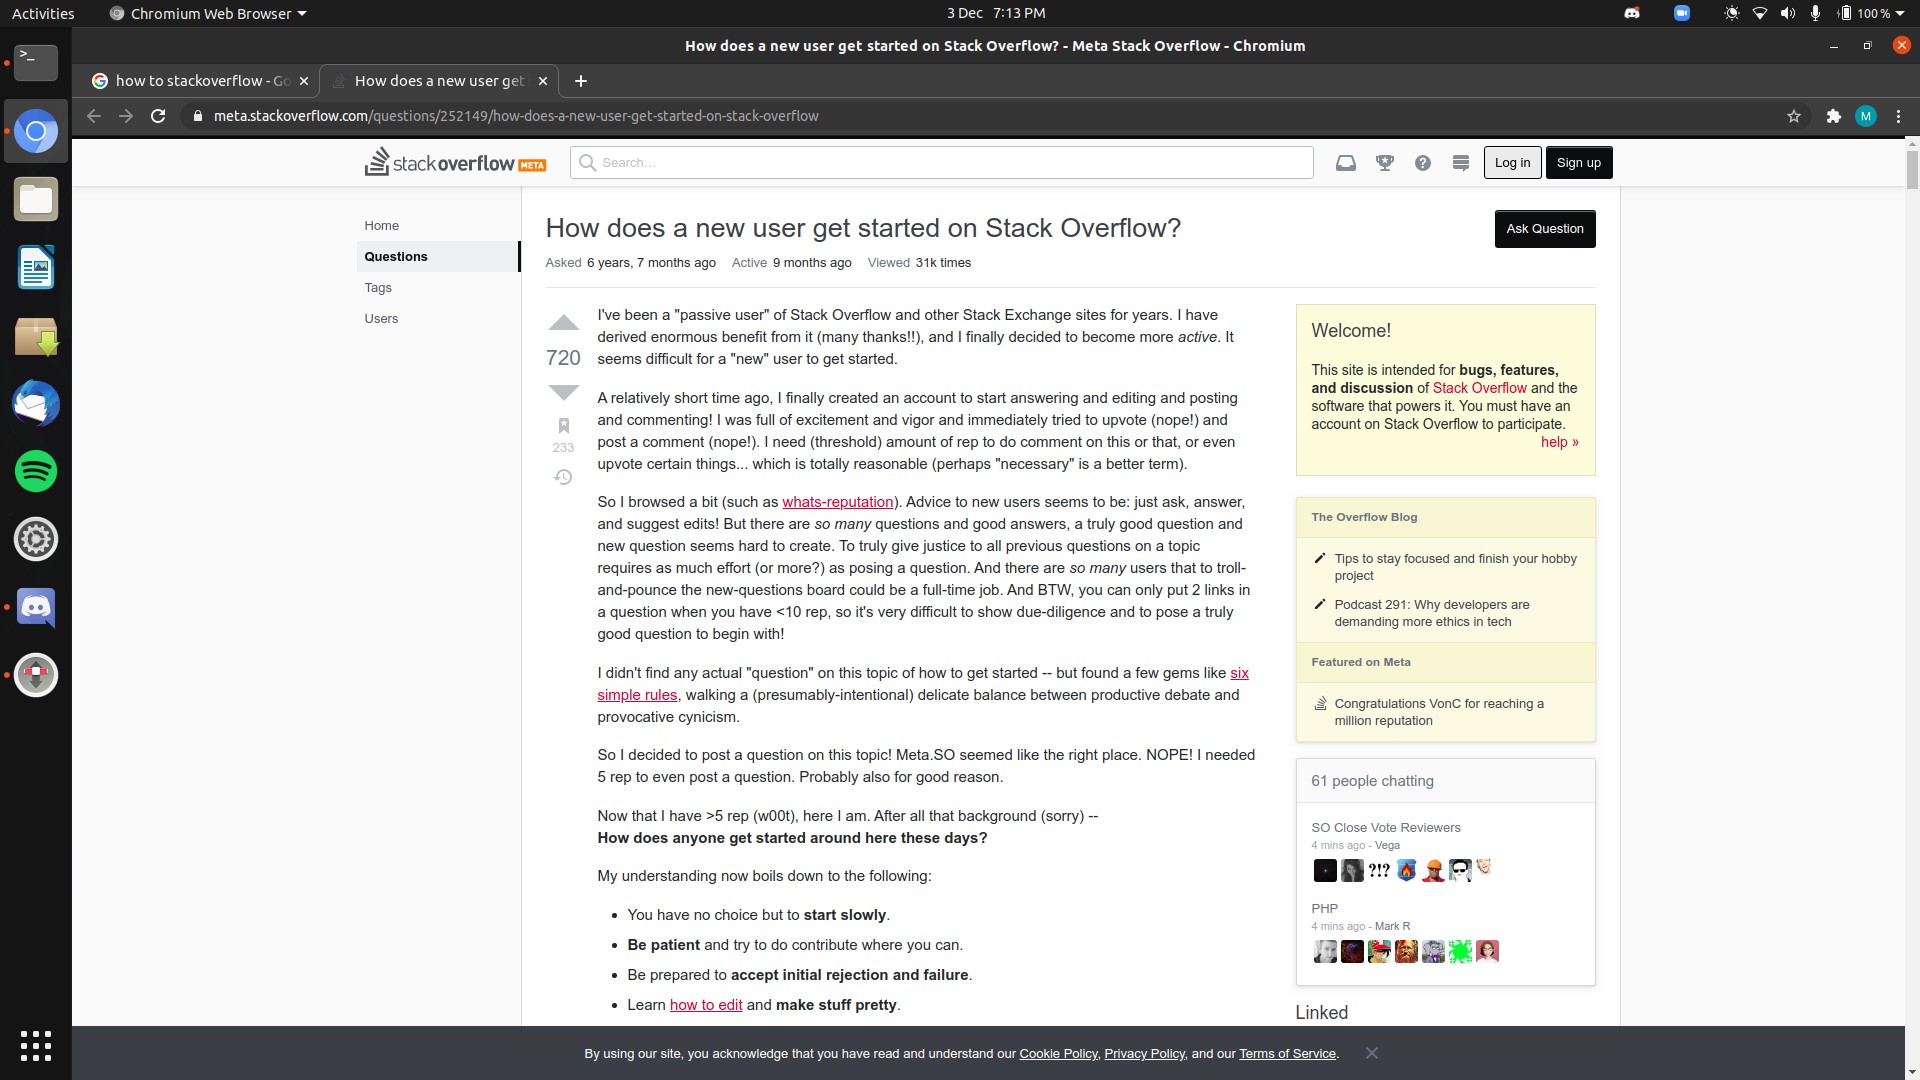 Activities
Chromium Web Browser
3 Dec 7:13 PM
100 %
How does a new user get started on Stack Overflow? - Meta Stack Overflow - Chromium
how to stackoverflow - Go
How does a new user get
meta.stackoverflow.com/questions/252149/how-does-a-new-user-get-started-on-stack-overflow
M
stackoverflow META
Search...
Log in
Sign up
Home
Questions
Tags
Users
How does a new user get started on Stack Overflow?
Ask Question
Asked 6 years, 7 months ago Active 9 months ago Viewed 31k times
720
233
I've been a "passive user" of Stack Overflow and other Stack Exchange sites for years. I have
derived enormous benefit from it (many thanks!!), and I finally decided to become more active. It
seems difficult for a "new" user to get started.
A relatively short time ago, I finally created an account to start answering and editing and posting
and commenting! I was full of excitement and vigor and immediately tried to upvote (nope!) and
post a comment (nope!). I need (threshold) amount of rep to do comment on this or that, or even
upvote certain things... which is totally reasonable (perhaps "necessary" is a better term).
So I browsed a bit (such as whats-reputation). Advice to new users seems to be: just ask, answer,
and suggest edits! But there are so many questions and good answers, a truly good question and
new question seems hard to create. To truly give justice to all previous questions on a topic
requires as much effort (or more?) as posing a question. And there are so many users that to troll-
and-pounce the new-questions board could be a full-time job. And BTW, you can only put 2 links in
a question when you have <10 rep, so it's very difficult to show due-diligence and to pose a truly
good question to begin with!
I didn't find any actual "question" on this topic of how to get started -- but found a few gems like six
simple rules, walking a (presumably-intentional) delicate balance between productive debate and
provocative cynicism.
So I decided to post a question on this topic! Meta.SO seemed like the right place. NOPE! I needed
5 rep to even post a question. Probably also for good reason.
Now that I have >5 rep (w00t), here I am. After all that background (sorry) --
How does anyone get started around here these days?
My understanding now boils down to the following:
• You have no choice but to start slowly.
• Be patient and try to do contribute where you can.
• Be prepared to accept initial rejection and failure.
• Learn how to edit and make stuff pretty.
Welcome!
This site is intended for bugs, features,
and discussion of Stack Overflow and the
software that powers it. You must have an
account on Stack Overflow to participate.
help »
The Overflow Blog
Tips to stay focused and finish your hobby
project
Podcast 291: Why developers are
demanding more ethics in tech
Featured on Meta
Congratulations VonC for reaching a
million reputation
61 people chatting
SO Close Vote Reviewers
4 mins ago - Vega
?!?
PHP
4 mins ago - Mark R
Linked
By using our site, you acknowledge that you have read and understand our Cookie Policy, Privacy Policy, and our Terms of Service.